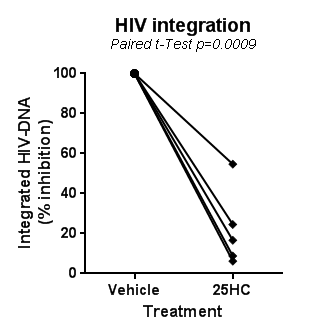 HIV integration
Paired t-Test p=0.0009
Integrated HIV-DNA
(% inhibition)
100
80
60
40
20
0
Vehicle
25HC
Treatment